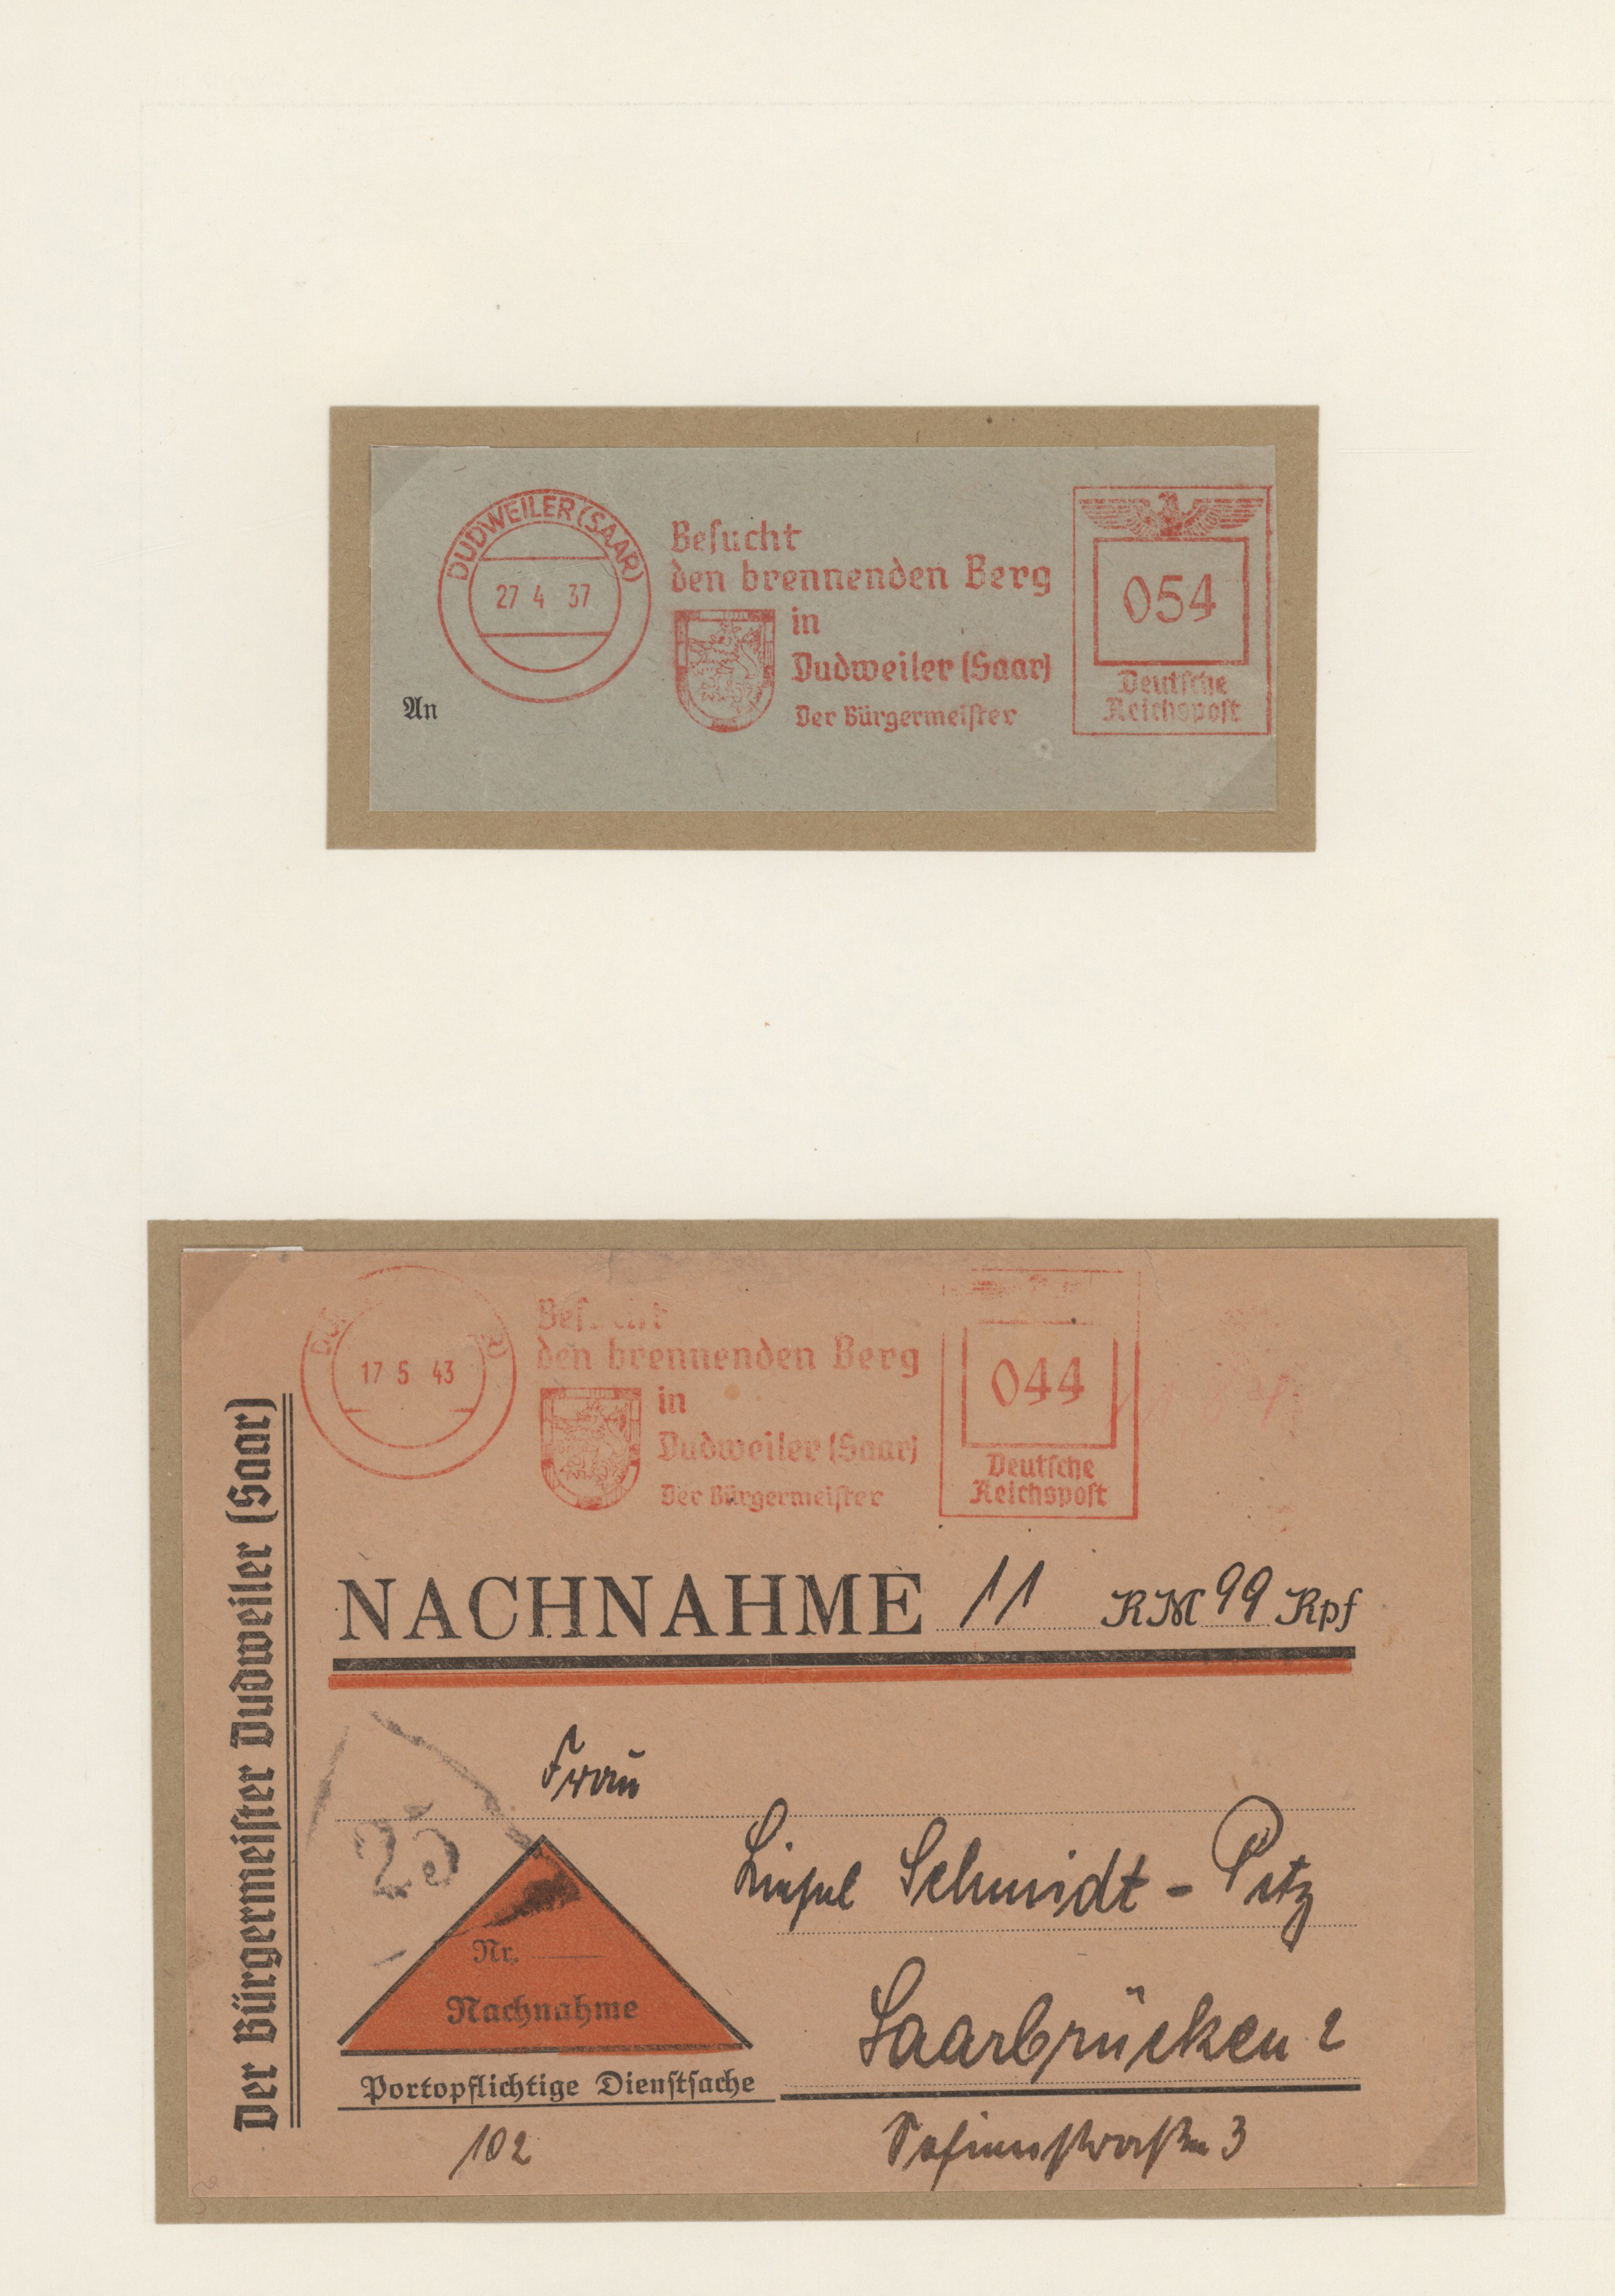 DUDWEILER (SAAR)
27 4 37
Besucht
den brennenden Berg
in
Dudweiler (Saar)
Der Bürgermeister
054
Deutsche
Reichspost
An
17 5 43
den brennenden Berg
in
Dudweiler (Saar)
Der Bürgermeister
044
Deutsche
Reichspost
Der Bürgermeister Dudweiler (Saar)
NACHNAHME 11 RM 99 Rpf
Frau
Schmidt-
25
Nr.
Nachnahme
Saarbrücken 2
Portopflichtige Dienstsache
102
3